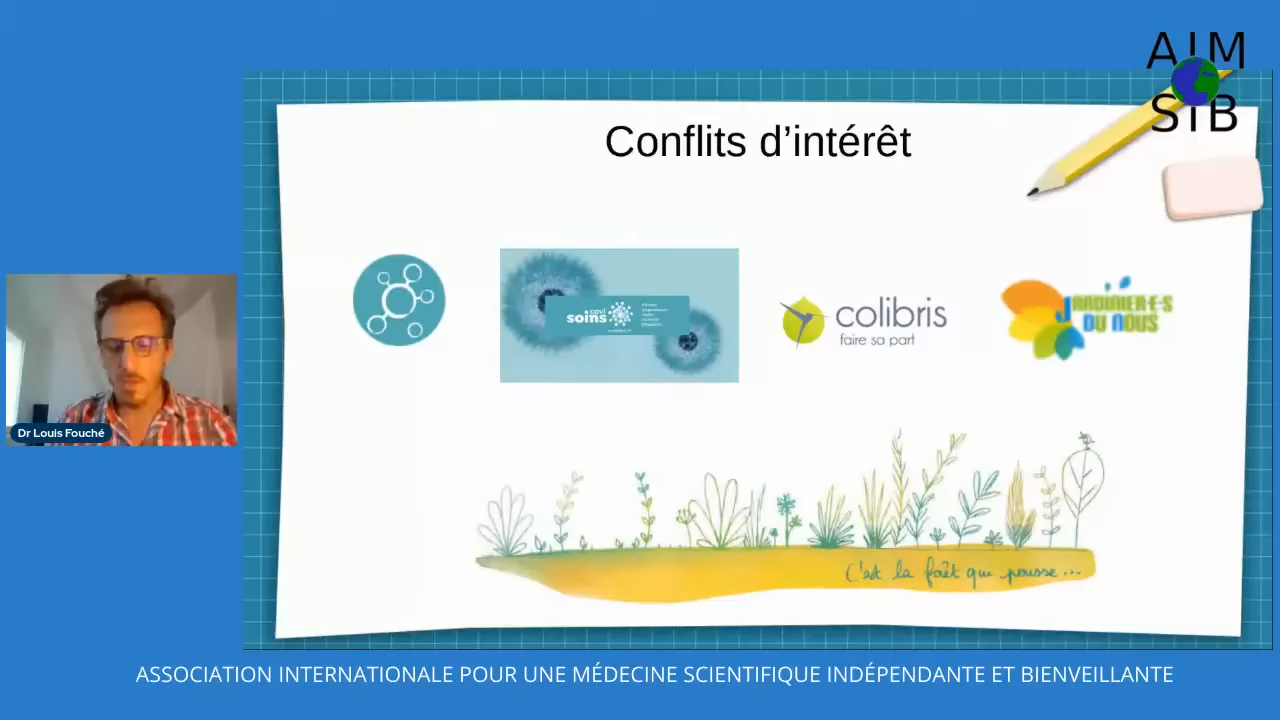 AIM
SIB
Conflits d’intérêt
covi
soins
colibris
faire sa part
JARDINIER·E·S
DU NOUS
Dr Louis Fouché
C'est la forêt qui pousse...
ASSOCIATION INTERNATIONALE POUR UNE MÉDECINE SCIENTIFIQUE INDÉPENDANTE ET BIENVEILLANTE